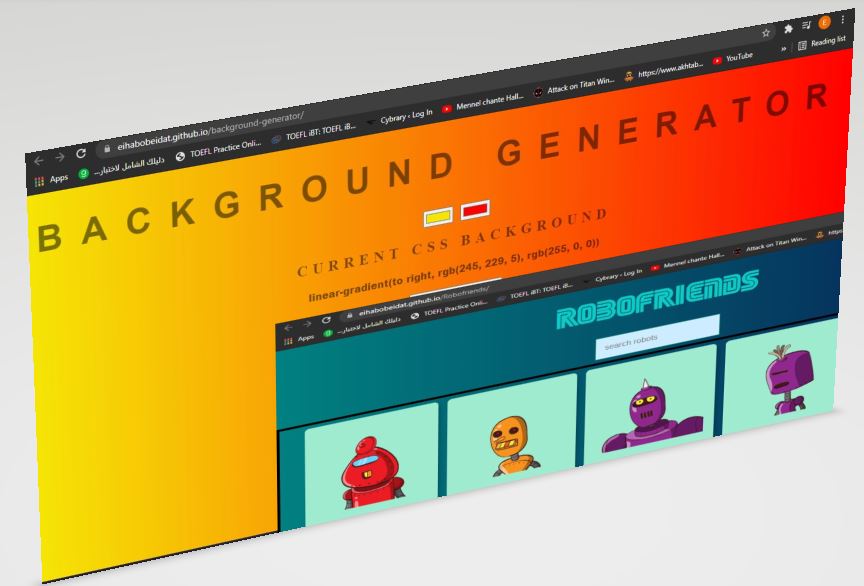 E
eihabobeidat.github.io/background-generator/
Apps
دليلك الشامل لاختبار...
TOEFL Practice Onli...
TOEFL iBT: TOEFL iB...
Cybrary ‹ Log In
Mennel chante Hall...
Attack on Titan Win...
https://www.akhtab...
YouTube
»
Reading list
BACKGROUND GENERATOR
CURRENT CSS BACKGROUND
linear-gradient(to right, rgb(245, 229, 5), rgb(255, 0, 0))
eihabobeidat.github.io/Robofriends/
Apps
دليلك الشامل لاختبار...
TOEFL Practice Onli...
TOEFL iBT: TOEFL iB...
Cybrary ‹ Log In
Mennel chante Hall...
Attack on Titan Win...
https
ROBOFRIENDS
search robots